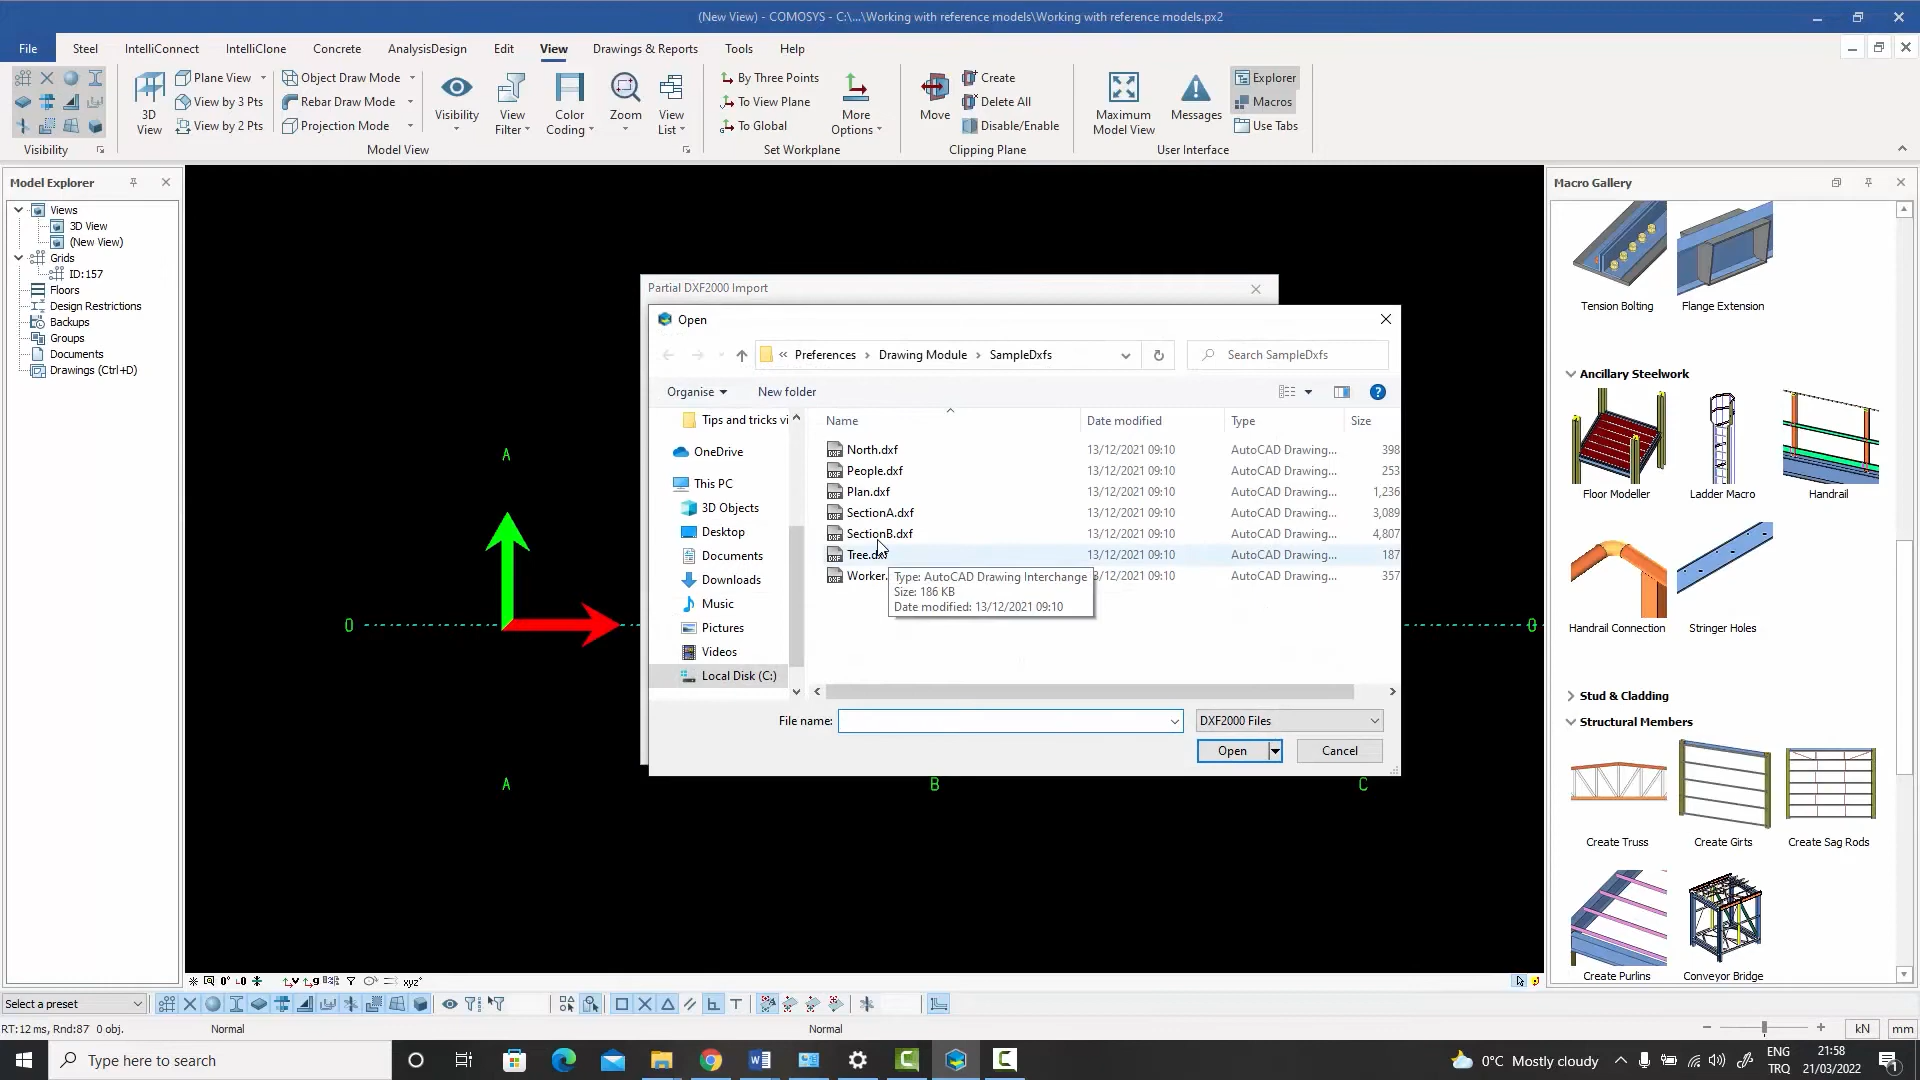 (New View) - COMOSYS - C:\...\Working with reference models\Working with reference models.px2
File Steel IntelliConnect IntelliClone Concrete AnalysisDesign Edit View Drawings & Reports Tools Help
Plane View
View by 3 Pts
View by 2 Pts
3D View
Object Draw Mode
Rebar Draw Mode
Projection Mode
Visibility
View Filter
Color Coding
Zoom
View List
By Three Points
To View Plane
To Global
More Options
Move
Create
Delete All
Disable/Enable
Maximum Model View
Messages
Explorer
Macros
Use Tabs
Visibility
Model View
Set Workplane
Clipping Plane
User Interface
Model Explorer
Views
3D View
(New View)
Grids
ID:157
Floors
Design Restrictions
Backups
Groups
Documents
Drawings (Ctrl+D)
A
0
0
A
B
C
Partial DXF2000 Import
Open
« Preferences › Drawing Module › SampleDxfs
Search SampleDxfs
Organise
New folder
Tips and tricks vi
OneDrive
This PC
3D Objects
Desktop
Documents
Downloads
Music
Pictures
Videos
Local Disk (C:)
Name Date modified Type Size
North.dxf 13/12/2021 09:10 AutoCAD Drawing... 398
People.dxf 13/12/2021 09:10 AutoCAD Drawing... 253
Plan.dxf 13/12/2021 09:10 AutoCAD Drawing... 1,236
SectionA.dxf 13/12/2021 09:10 AutoCAD Drawing... 3,089
SectionB.dxf 13/12/2021 09:10 AutoCAD Drawing... 4,807
Tree.dxf 13/12/2021 09:10 AutoCAD Drawing... 187
Worker. 3/12/2021 09:10 AutoCAD Drawing... 357
Type: AutoCAD Drawing Interchange
Size: 186 KB
Date modified: 13/12/2021 09:10
File name:
DXF2000 Files
Open
Cancel
Macro Gallery
Tension Bolting
Flange Extension
Ancillary Steelwork
Floor Modeller
Ladder Macro
Handrail
Handrail Connection
Stringer Holes
Stud & Cladding
Structural Members
Create Truss
Create Girts
Create Sag Rods
Create Purlins
Conveyor Bridge
xyz
Select a preset
RT:12 ms, Rnd:87 0 obj.
Normal
Normal
kN
mm
Type here to search
0°C Mostly cloudy
ENG
TRQ
21:58
21/03/2022
1